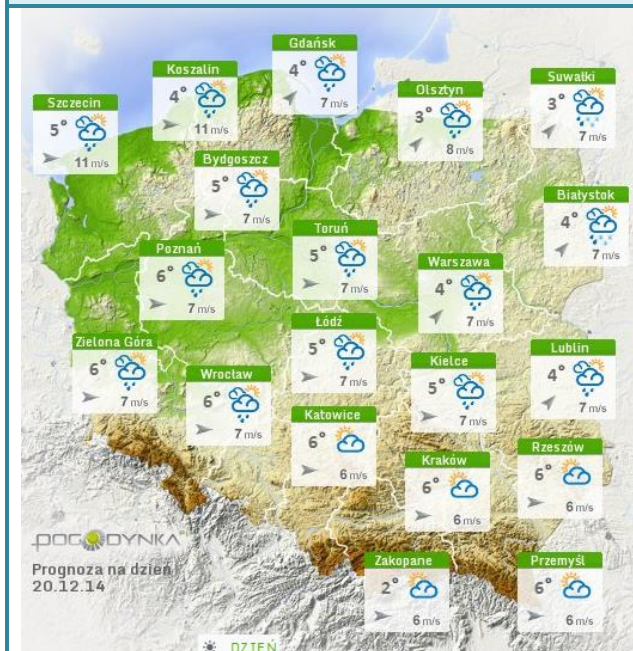 Gdańsk
4°
7 m/s
Koszalin
4°
11 m/s
Suwałki
3°
7 m/s
Olsztyn
3°
8 m/s
Szczecin
5°
11 m/s
Bydgoszcz
5°
7 m/s
Białystok
4°
7 m/s
Toruń
5°
7 m/s
Poznań
6°
7 m/s
Warszawa
4°
7 m/s
Łódź
5°
7 m/s
Zielona Góra
6°
7 m/s
Lublin
4°
7 m/s
Kielce
5°
7 m/s
Wrocław
6°
7 m/s
Katowice
6°
6 m/s
Rzeszów
6°
6 m/s
Kraków
6°
6 m/s
POGODYNKA
Prognoza na dzień
20.12.14
Zakopane
2°
6 m/s
Przemyśl
6°
6 m/s
DZIEŃ